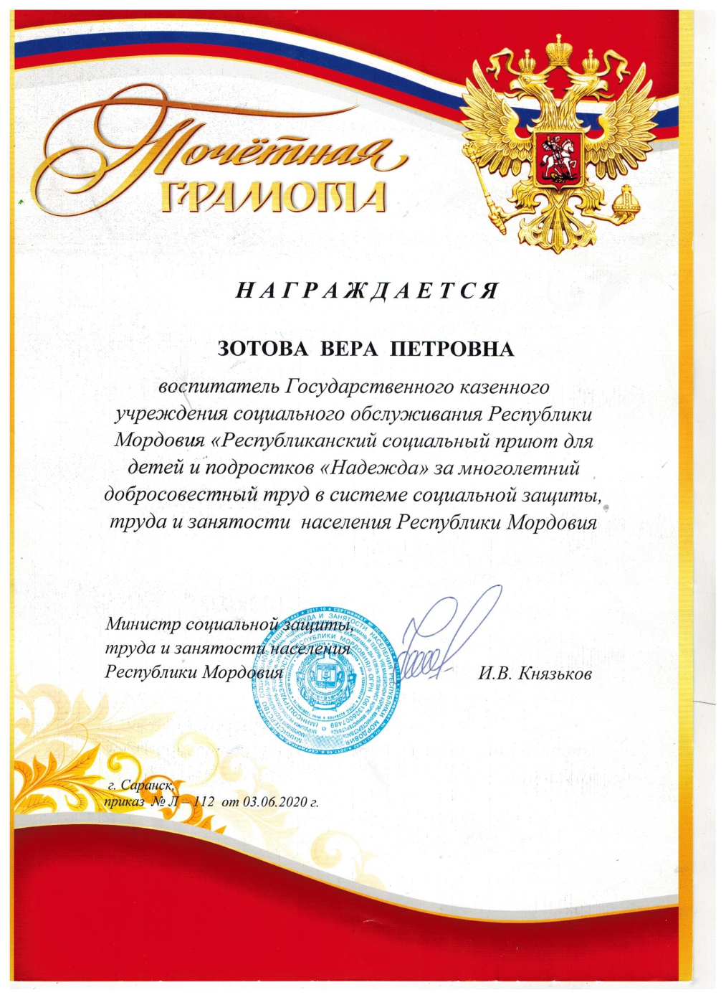 Почётная
ГРАМОТА
НАГРАЖДАЕТСЯ
ЗОТОВА ВЕРА ПЕТРОВНА
воспитатель Государственного казенного
учреждения социального обслуживания Республики
Мордовия «Республиканский социальный приют для
детей и подростков «Надежда» за многолетний
добросовестный труд в системе социальной защиты,
труда и занятости населения Республики Мордовия
Министр социальной защиты,
труда и занятости населения
Республики Мордовия
И.В. Князьков
г. Саранск,
приказ № Л – 112 от 03.06.2020 г.